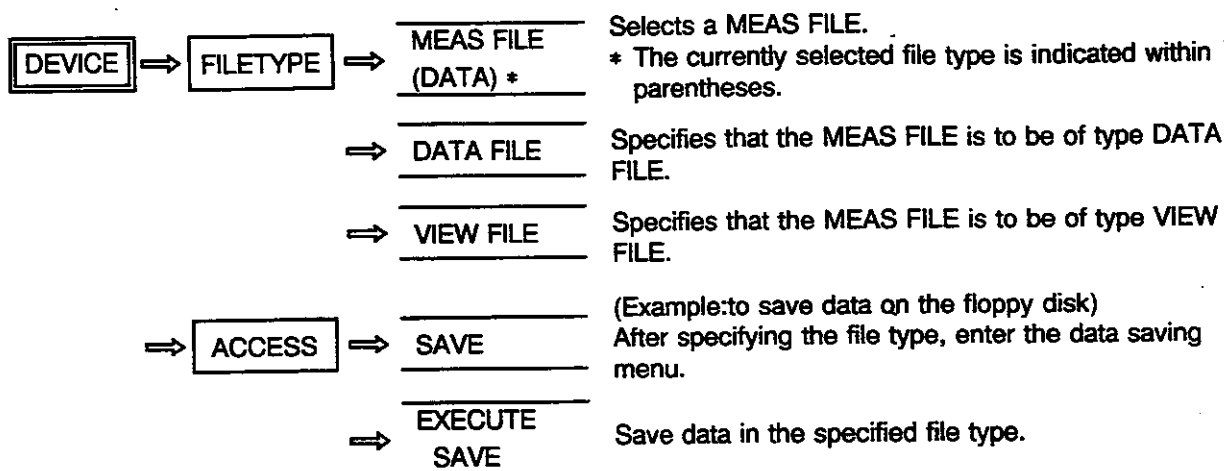 DEVICE ⇒ FILETYPE ⇒ MEAS FILE (DATA) *
Selects a MEAS FILE.
* The currently selected file type is indicated within
parentheses.
⇒ DATA FILE
Specifies that the MEAS FILE is to be of type DATA
FILE.
⇒ VIEW FILE
Specifies that the MEAS FILE is to be of type VIEW
FILE.
⇒ ACCESS ⇒ SAVE
(Example:to save data on the floppy disk)
After specifying the file type, enter the data saving
menu.
⇒ EXECUTE
SAVE
Save data in the specified file type.